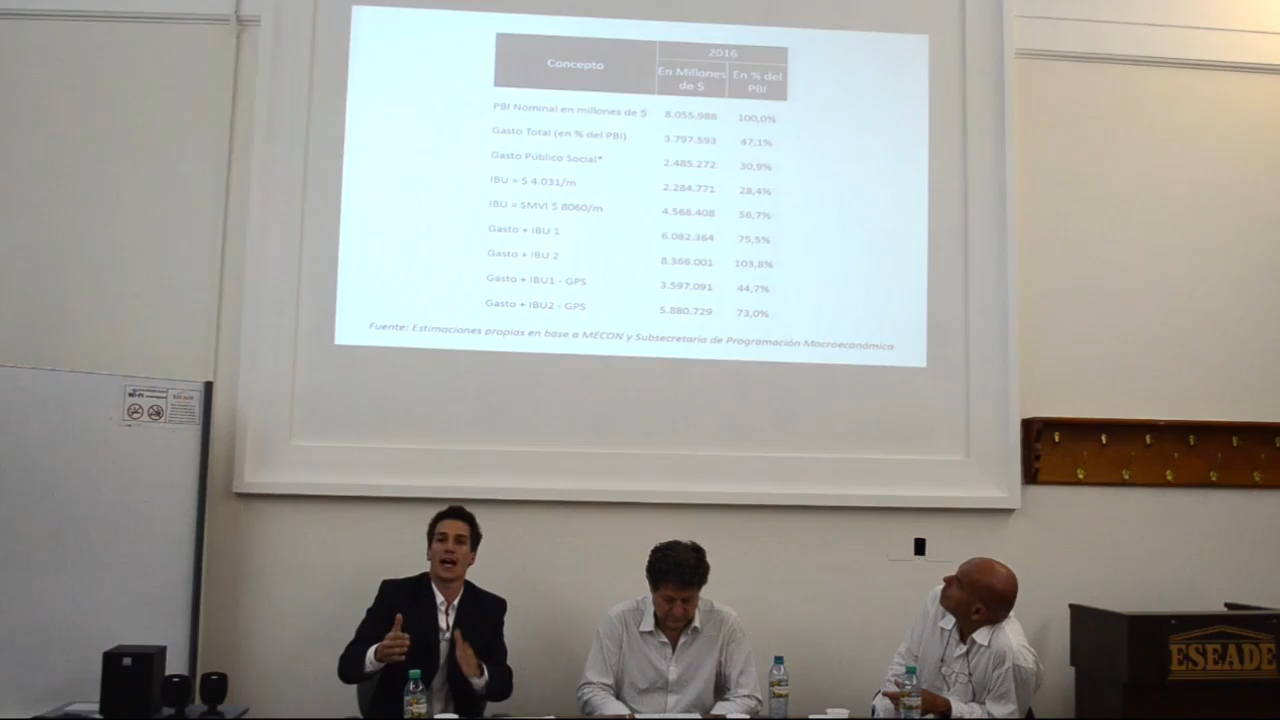 Concepto
2016
En Millones de $
En % del PBI
PBI Nominal en millones de $ 8.055.988 100,0%
Gasto Total (en % del PBI) 3.797.593 47,1%
Gasto Público Social* 2.485.272 30,9%
IBU = $ 4.031/m 2.284.771 28,4%
IBU = SMVI $ 8060/m 4.568.408 56,7%
Gasto + IBU 1 6.082.364 75,5%
Gasto + IBU 2 8.366.001 103,8%
Gasto + IBU1 - GPS 3.597.091 44,7%
Gasto + IBU2 - GPS 5.880.729 73,0%
Fuente: Estimaciones propias en base a MECON y Subsecretaría de Programación Macroeconómica
Wi-Fi
ESEADE
ESEADE